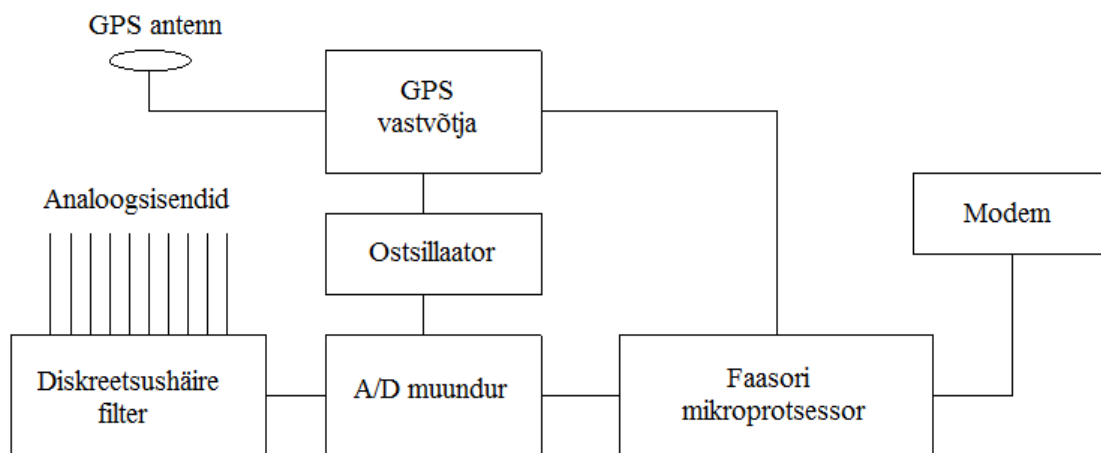 GPS antenn
GPS
vastvõtja
Analoogsisendid
Ostsillaator
Modem
Diskreetsushäire
filter
A/D muundur
Faasori
mikroprotsessor